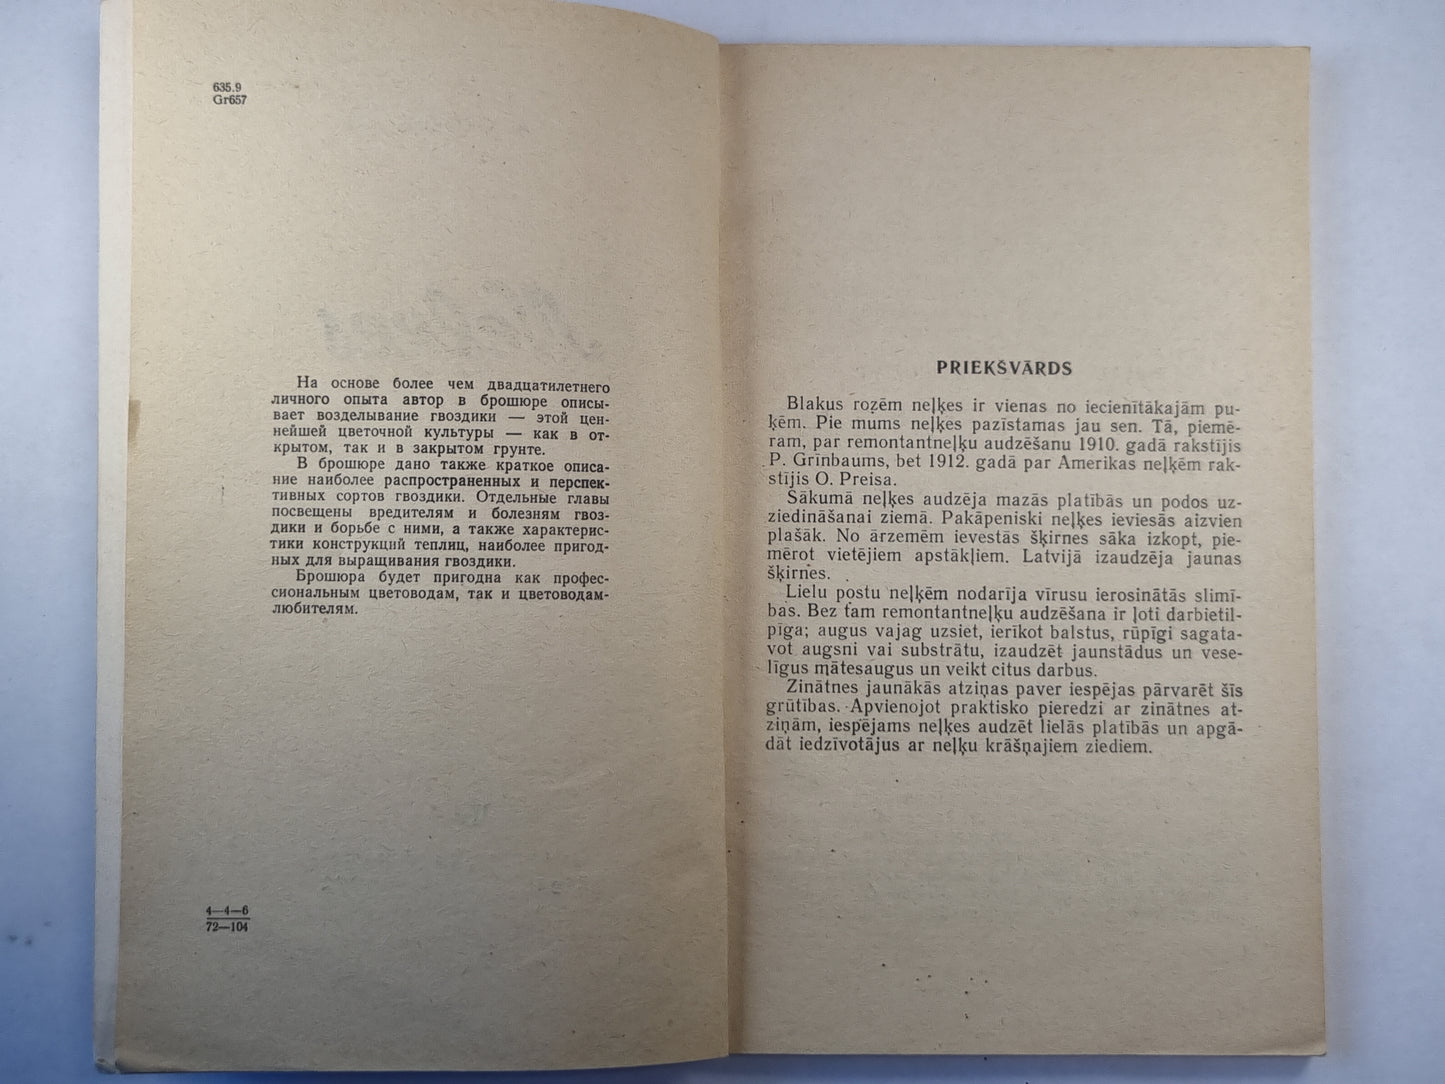 635.9
Gr657
На основе более чем двадцатилетнего
личного опыта автор в брошюре описы-
вает возделывание гвоздики — этой цен-
нейшей цветочной культуры — как в от-
крытом, так и в закрытом грунте.
В брошюре дано также краткое описа-
ние наиболее распространенных и перспек-
тивных сортов гвоздики. Отдельные главы
посвещены вредителям и болезням гвоз-
дики и борьбе с ними, а также характерис-
тики конструкций теплиц, наиболее пригод-
ных для выращивания гвоздики.
Брошюра будет пригодна как профес-
сиональным цветоводам, так и цветоводам-
любителям.
4—4—6
72—104
PRIEKŠVĀRDS
Blakus rozēm neļķes ir vienas no iecienītākajām pu-
ķēm. Pie mums neļķes pazīstamas jau sen. Tā, piemē-
ram, par remontantneļķu audzēšanu 1910. gadā rakstījis
P. Grīnbaums, bet 1912. gadā par Amerikas neļķēm rak-
stījis O. Preisa.
Sākumā neļķes audzēja mazās platībās un podos uz-
ziedināšanai ziemā. Pakāpeniski neļķes ieviesās aizvien
plašāk. No ārzemēm ievestās šķirnes sāka izkopt, pie-
mērot vietējiem apstākļiem. Latvijā izaudzēja jaunas
šķirnes.
Lielu postu neļķēm nodarīja vīrusu ierosinātās slimī-
bas. Bez tam remontantneļķu audzēšana ir ļoti darbietil-
pīga; augus vajag uzsiet, ierīkot balstus, rūpīgi sagata-
vot augsni vai substrātu, izaudzēt jaunstādus un vese-
līgus mātesaugus un veikt citus darbus.
Zinātnes jaunākās atziņas paver iespējas pārvarēt šīs
grūtības. Apvienojot praktisko pieredzi ar zinātnes at-
ziņām, iespējams neļķes audzēt lielās platībās un apgā-
dāt iedzīvotājus ar neļķu krāšņajiem ziediem.